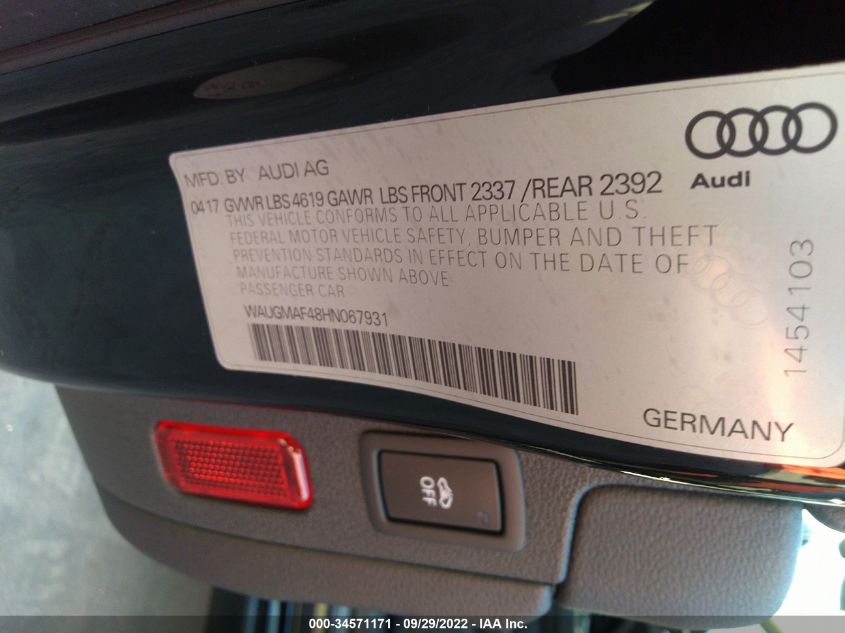 Audi
MFD. BY AUDI AG
04 17 GVWR LBS 4619 GAWR LBS FRONT 2337 /REAR 2392
THIS VEHICLE CONFORMS TO ALL APPLICABLE U.S.
FEDERAL MOTOR VEHICLE SAFETY, BUMPER AND THEFT
PREVENTION STANDARDS IN EFFECT ON THE DATE OF
MANUFACTURE SHOWN ABOVE
PASSENGER CAR
WAUGMAF48HN067931
1454103
GERMANY
OFF
000-34571171 / 09/29/2022 - IAA Inc.